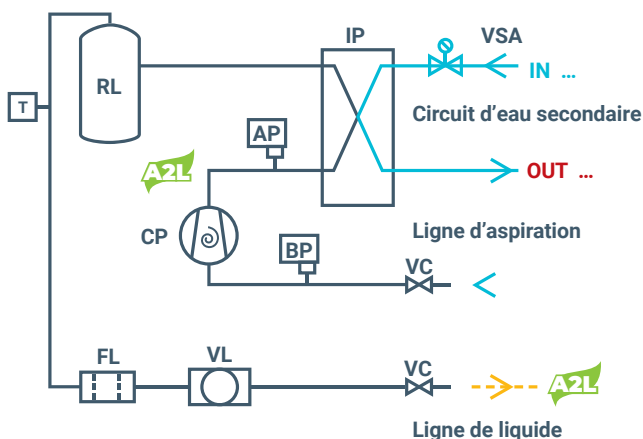 IP
VSA
RL
IN ...
T
Circuit d'eau secondaire
AP
A2L
OUT ...
CP
BP
Ligne d'aspiration
VC
FL
VL
VC
A2L
Ligne de liquide